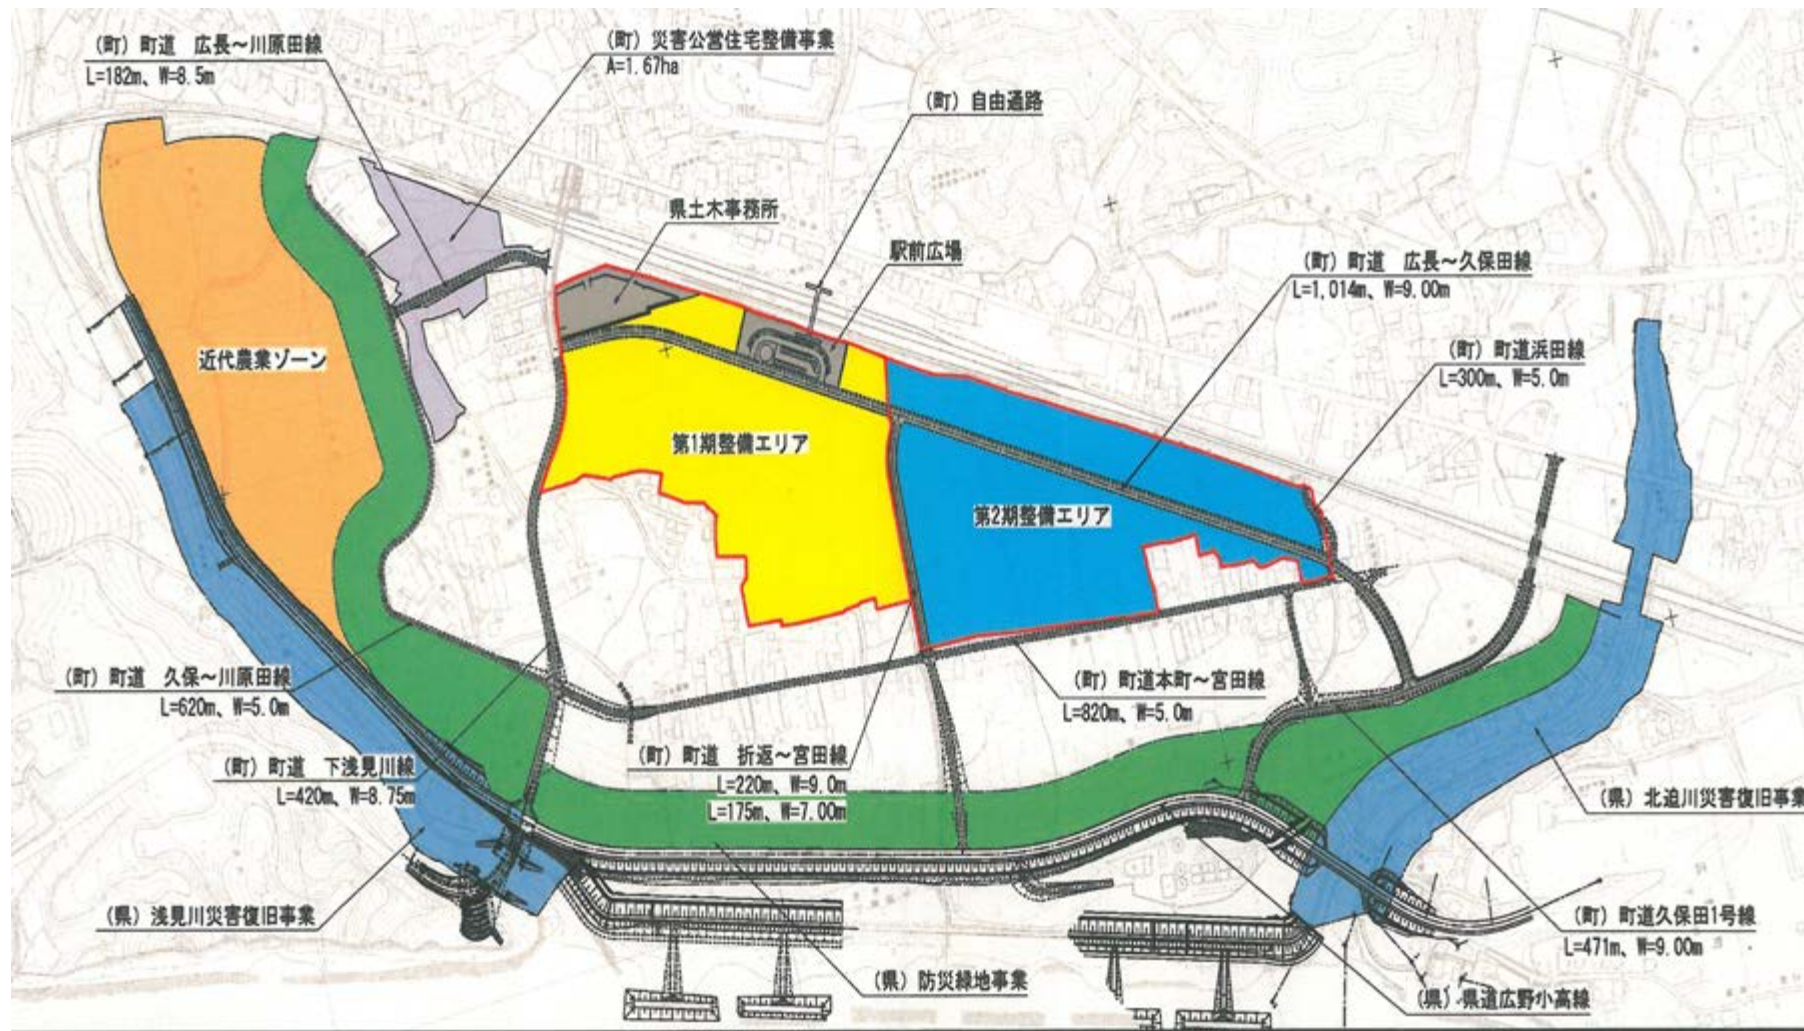 (町) 町道 広長～川原田線
L=182m、W=8.5m
(町) 災害公営住宅整備事業
A=1.67ha
(町) 自由通路
県土木事務所
駅前広場
(町) 町道 広長～久保田線
L=1,014m、W=9.00m
(町) 町道浜田線
L=300m、W=5.0m
近代農業ゾーン
第1期整備エリア
第2期整備エリア
(町) 町道 久保～川原田線
L=620m、W=5.0m
(町) 町道本町～宮田線
L=820m、W=5.0m
(町) 町道 下浅見川線
L=420m、W=8.75m
(町) 町道 折返～宮田線
L=220m、W=9.0m
L=175m、W=7.00m
(県) 北迫川災害復旧事業
(県) 浅見川災害復旧事業
(町) 町道久保田1号線
L=471m、W=9.00m
(県) 防災緑地事業
(県) 県道広野小高線